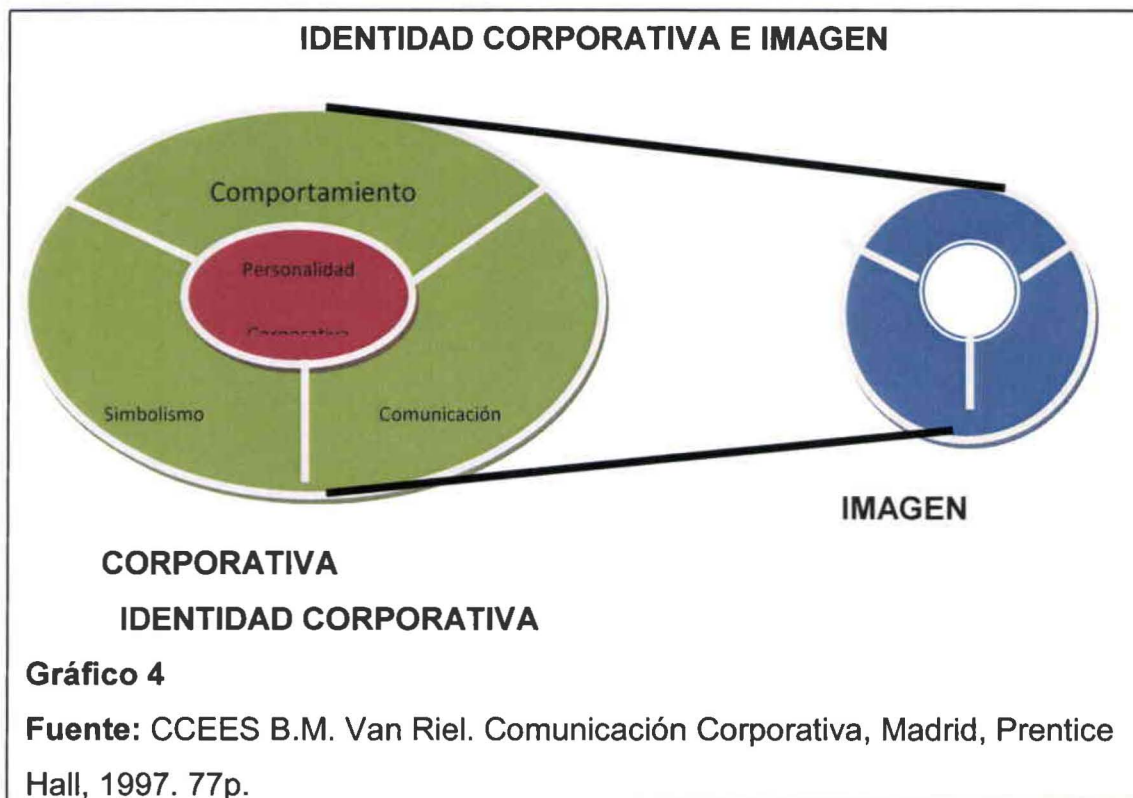 IDENTIDAD CORPORATIVA E IMAGEN
Comportamiento
Personalidad
Corporativa
Simbolismo
Comunicación
IMAGEN
CORPORATIVA
IDENTIDAD CORPORATIVA
Gráfico 4
Fuente: CCEES B.M. Van Riel. Comunicación Corporativa, Madrid, Prentice
Hall, 1997. 77p.